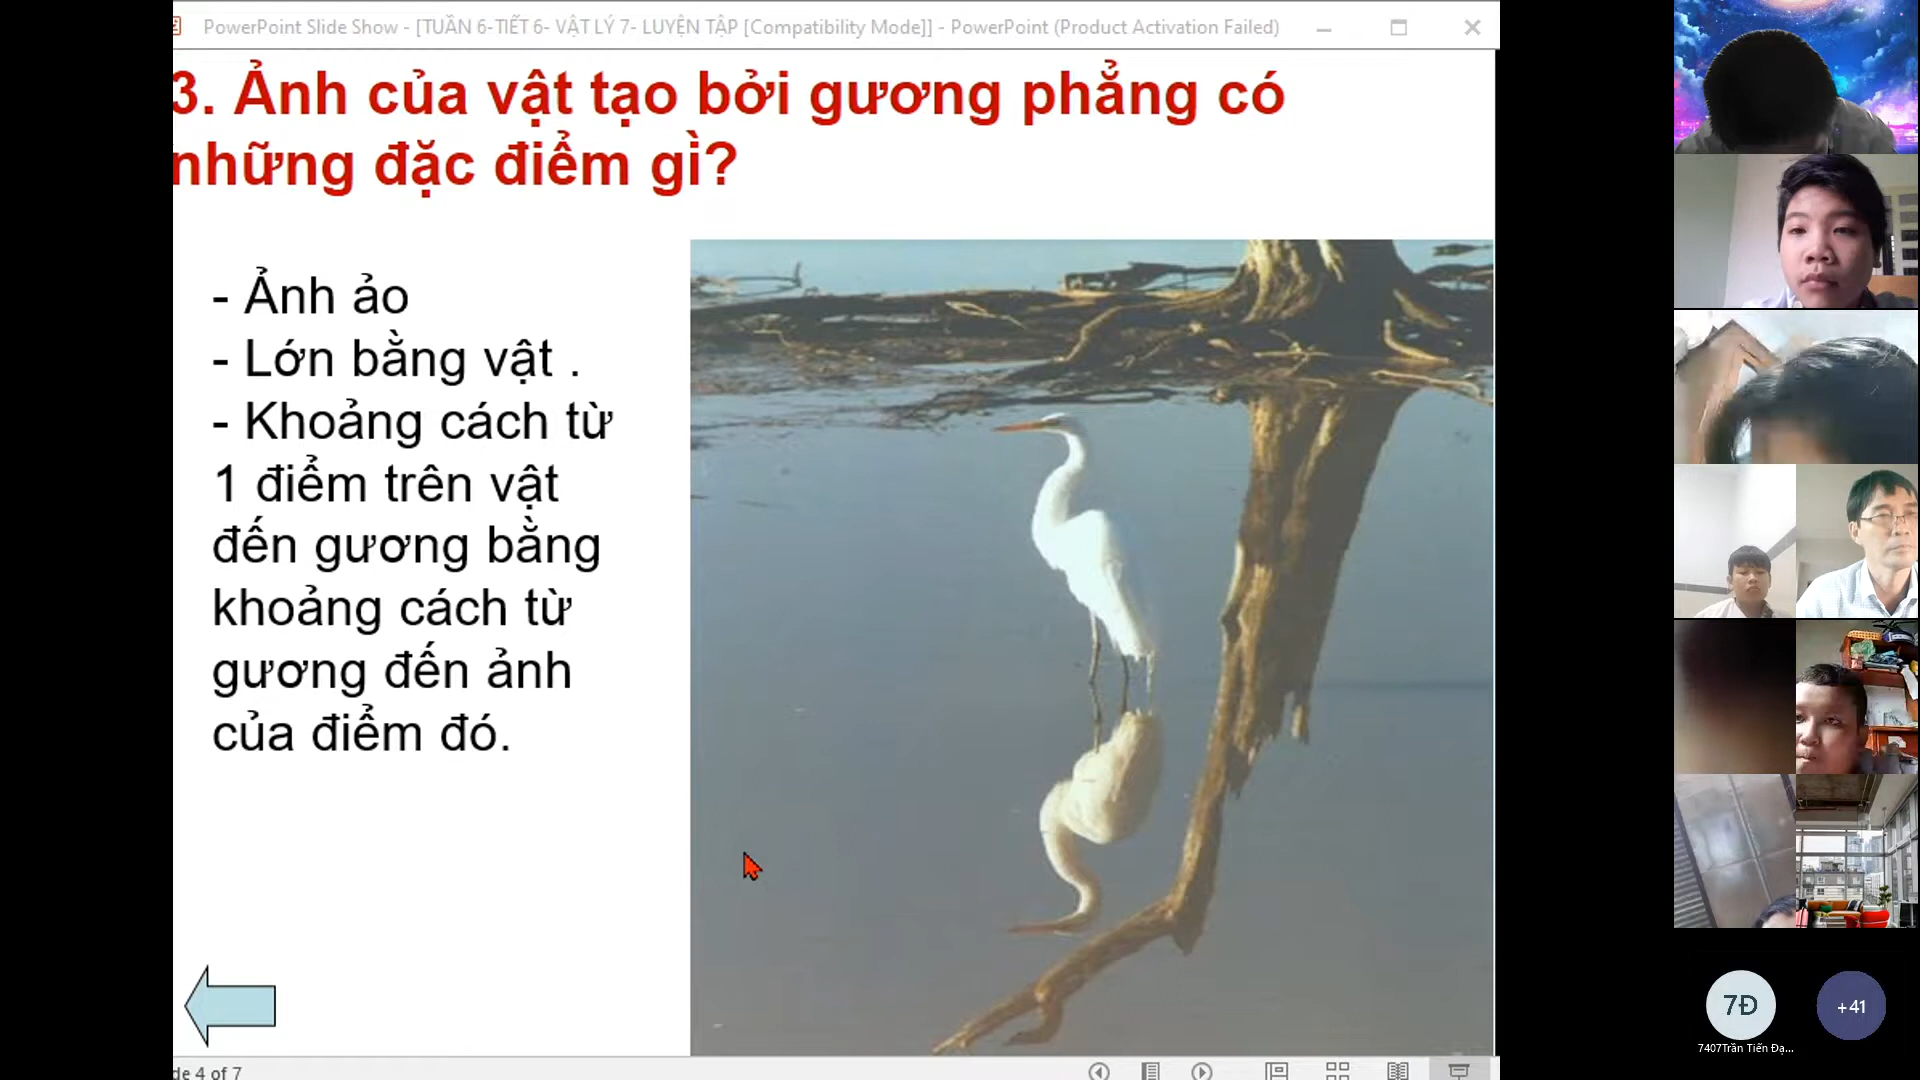 PowerPoint Slide Show - [TUẦN 6-TIẾT 6- VẬT LÝ 7- LUYỆN TẬP [Compatibility Mode]] - PowerPoint (Product Activation Failed)
3. Ảnh của vật tạo bởi gương phẳng có
những đặc điểm gì?
- Ảnh ảo
- Lớn bằng vật .
- Khoảng cách từ
1 điểm trên vật
đến gương bằng
khoảng cách từ
gương đến ảnh
của điểm đó.
de 4 of 7
7Đ
+41
7407Trần Tiến Đạ...